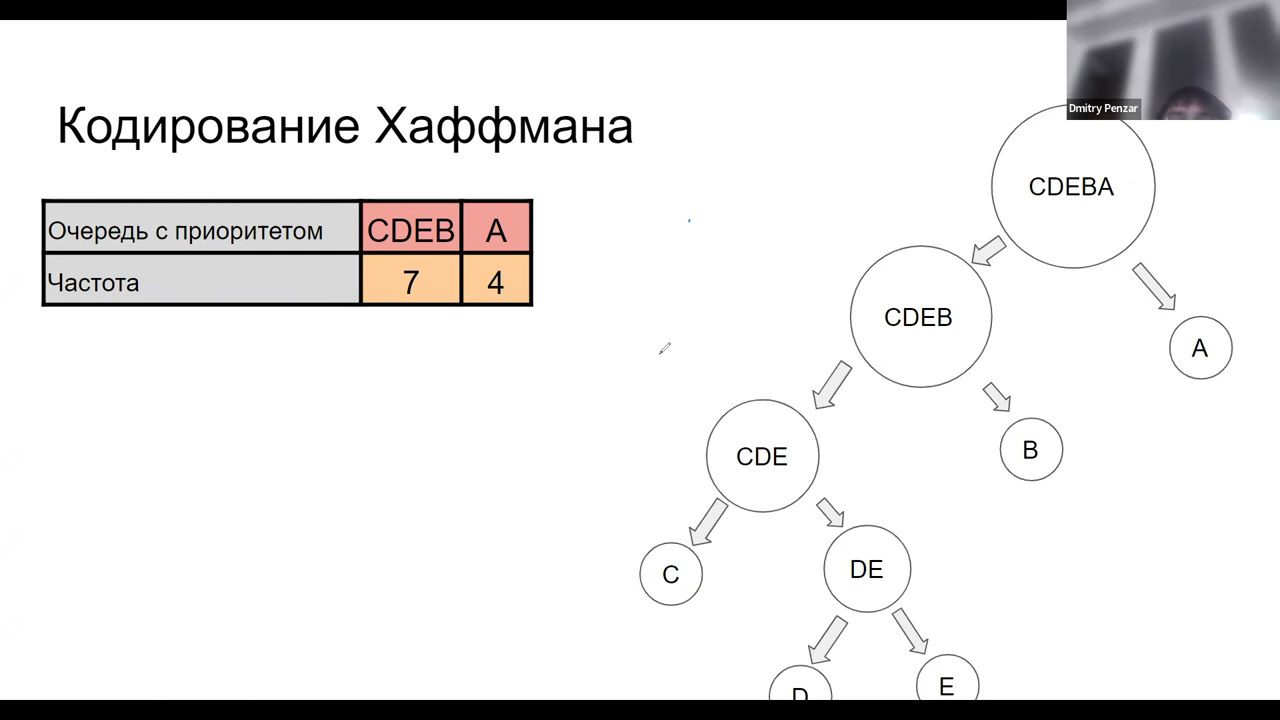 Dmitry Penzar
Кодирование Хаффмана
Очередь с приоритетом CDEB A
Частота 7 4
CDEBA
CDEB
A
CDE
B
C
DE
D
E